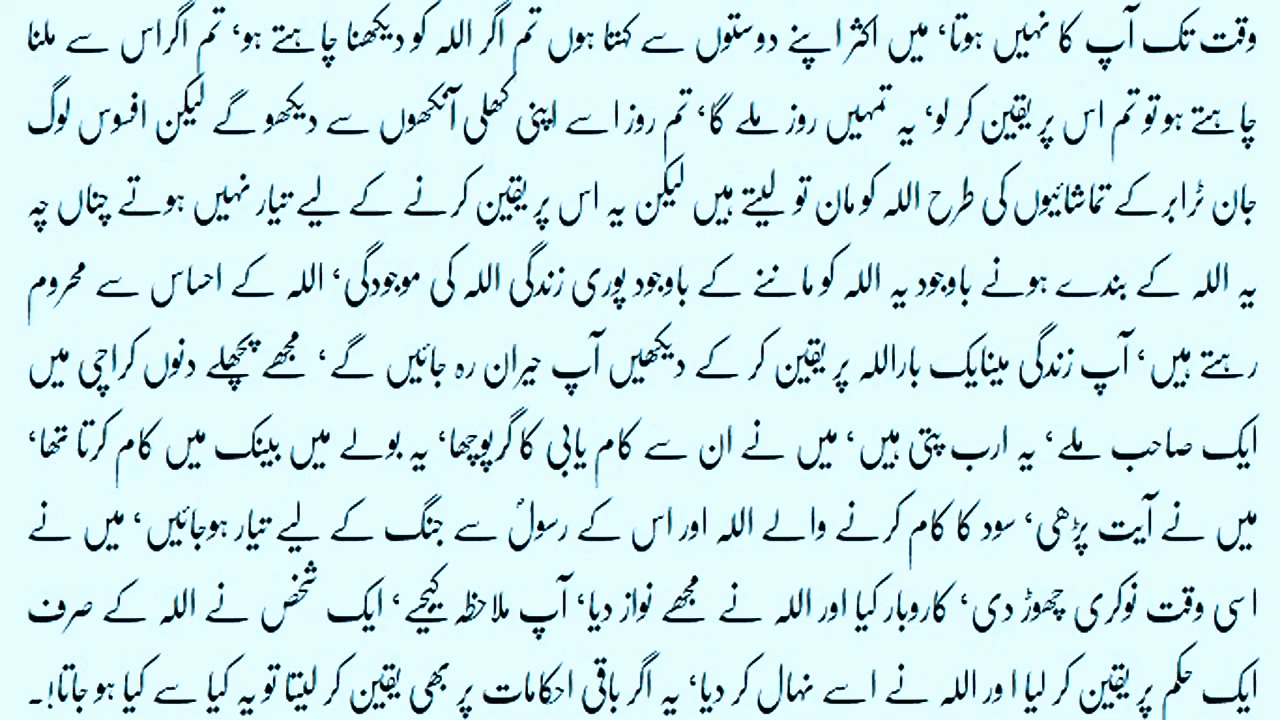 وقت تک آپ کا نہیں ہوتا‘ میں اکثر اپنے دوستوں سے کہتا ہوں تم اگر اللہ کو دیکھنا چاہتے ہو‘ تم اگراس سے ملنا
چاہتے ہو تو تم اس پر یقین کر لو‘ یہ تمہیں روز ملے گا‘ تم روز اسے اپنی کھلی آنکھوں سے دیکھو گے لیکن افسوس لوگ
جان ٹرابر کے تماشائیوں کی طرح اللہ کو مان تو لیتے ہیں لیکن یہ اس پر یقین کرنے کے لیے تیار نہیں ہوتے چناں چہ
یہ اللہ کے بندے ہونے باوجود یہ اللہ کو ماننے کے باوجود پوری زندگی اللہ کی موجودگی‘ اللہ کے احساس سے محروم
رہتے ہیں‘ آپ زندگی مینایک باراللہ پر یقین کر کے دیکھیں آپ حیران رہ جائیں گے‘ مجھے پچھلے دنوں کراچی میں
ایک صاحب ملے‘ یہ ارب پتی ہیں‘ میں نے ان سے کام یابی کا گر پوچھا‘ یہ بولے میں بینک میں کام کرتا تھا‘
میں نے آیت پڑھی‘ سود کا کام کرنے والے اللہ اور اس کے رسولؐ سے جنگ کے لیے تیار ہوجائیں‘ میں نے
اسی وقت نوکری چھوڑ دی‘ کاروبار کیا اور اللہ نے مجھے نواز دیا‘ آپ ملاحظہ کیجیے‘ ایک شخص نے اللہ کے صرف
ایک حکم پر یقین کر لیا اور اللہ نے اسے نہال کر دیا‘ یہ اگر باقی احکامات پر بھی یقین کر لیتا تو یہ کیا سے کیا ہو جاتا!۔